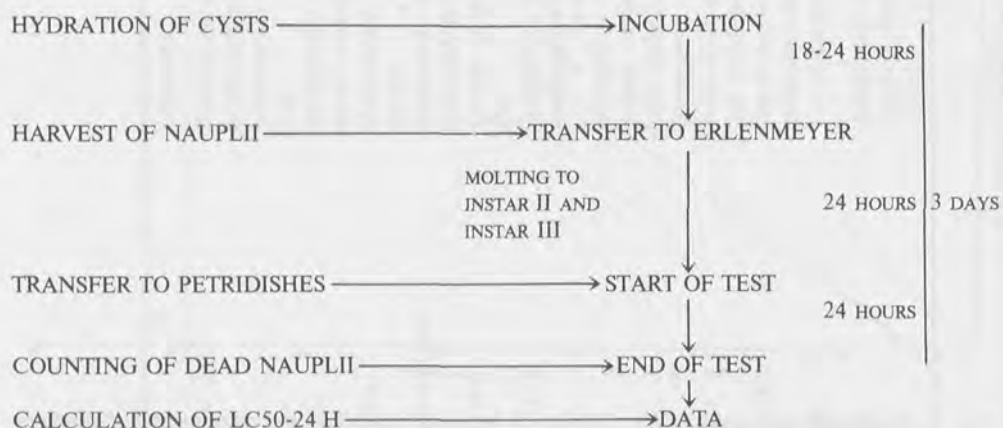 HYDRATION OF CYSTS → INCUBATION
18-24 HOURS
HARVEST OF NAUPLII → TRANSFER TO ERLENMEYER
MOLTING TO
INSTAR II AND
INSTAR III
24 HOURS 3 DAYS
TRANSFER TO PETRIDISHES → START OF TEST
24 HOURS
COUNTING OF DEAD NAUPLII → END OF TEST
CALCULATION OF LC50-24 H → DATA